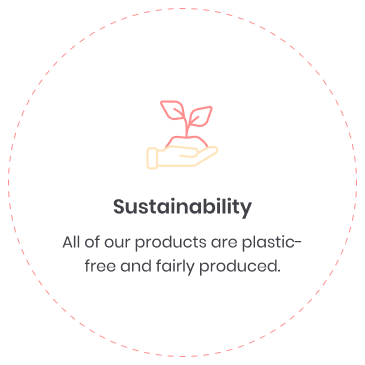 Sustainability
All of our products are plastic-
free and fairly produced.